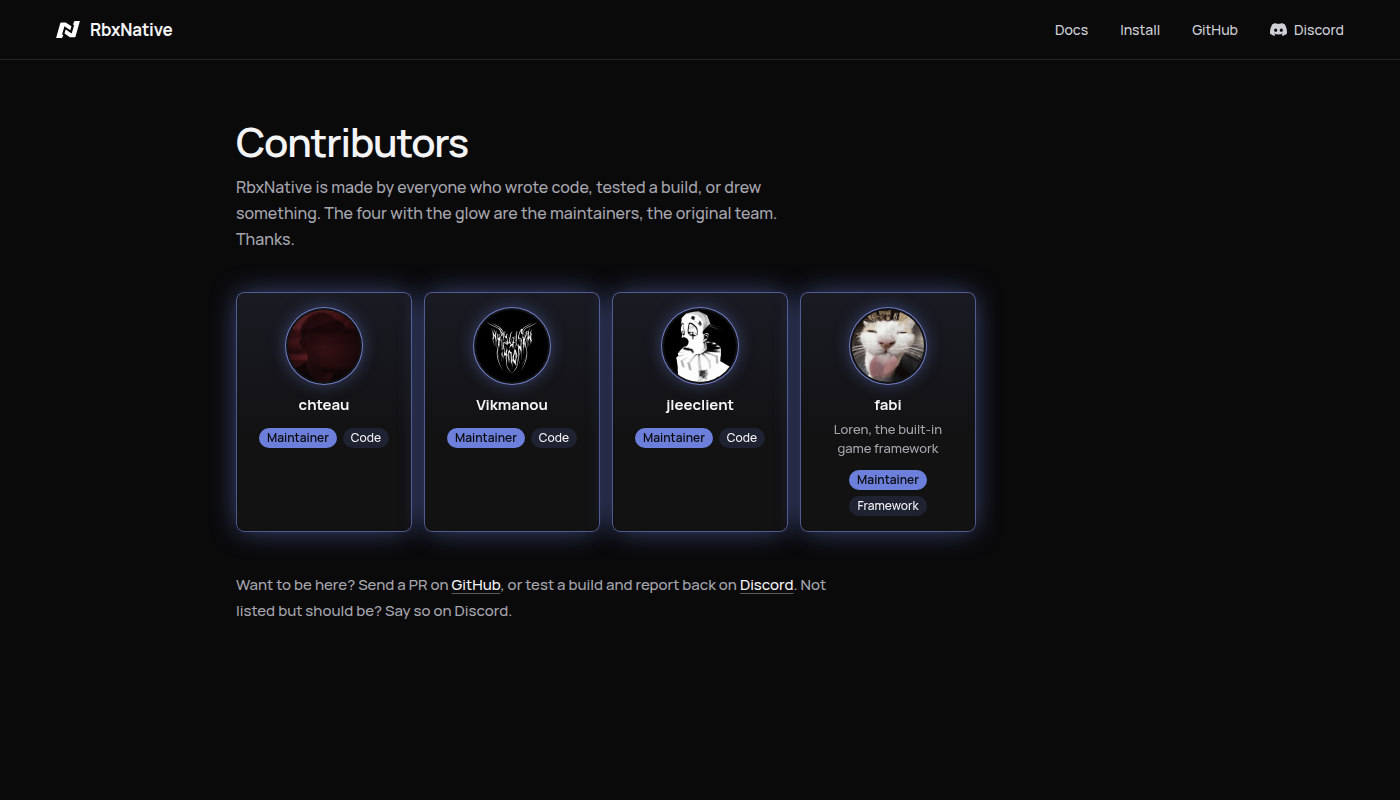 RbxNative
Docs
Install
GitHub
Discord
Contributors
RbxNative is made by everyone who wrote code, tested a build, or drew
something. The four with the glow are the maintainers, the original team.
Thanks.
chteau
Maintainer
Code
Vikmanou
Maintainer
Code
jleeclient
Maintainer
Code
fabi
Loren, the built-in
game framework
Maintainer
Framework
Want to be here? Send a PR on GitHub, or test a build and report back on Discord. Not
listed but should be? Say so on Discord.